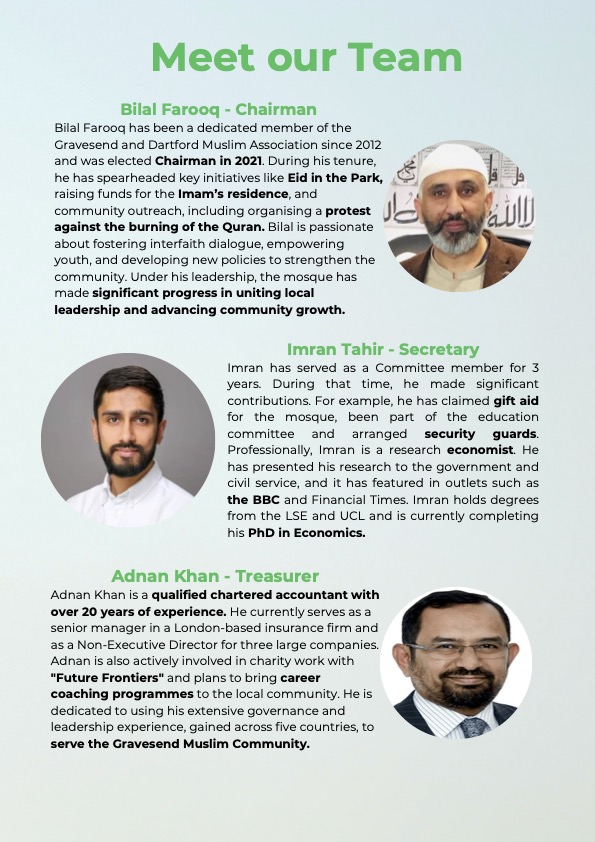 Meet our Team
Bilal Farooq - Chairman
Bilal Farooq has been a dedicated member of the
Gravesend and Dartford Muslim Association since 2012
and was elected Chairman in 2021. During his tenure,
he has spearheaded key initiatives like Eid in the Park,
raising funds for the Imam’s residence, and
community outreach, including organising a protest
against the burning of the Quran. Bilal is passionate
about fostering interfaith dialogue, empowering
youth, and developing new policies to strengthen the
community. Under his leadership, the mosque has
made significant progress in uniting local
leadership and advancing community growth.
Imran Tahir - Secretary
Imran has served as a Committee member for 3
years. During that time, he made significant
contributions. For example, he has claimed gift aid
for the mosque, been part of the education
committee and arranged security guards.
Professionally, Imran is a research economist. He
has presented his research to the government and
civil service, and it has featured in outlets such as
the BBC and Financial Times. Imran holds degrees
from the LSE and UCL and is currently completing
his PhD in Economics.
Adnan Khan - Treasurer
Adnan Khan is a qualified chartered accountant with
over 20 years of experience. He currently serves as a
senior manager in a London-based insurance firm and
as a Non-Executive Director for three large companies.
Adnan is also actively involved in charity work with
"Future Frontiers" and plans to bring career
coaching programmes to the local community. He is
dedicated to using his extensive governance and
leadership experience, gained across five countries, to
serve the Gravesend Muslim Community.